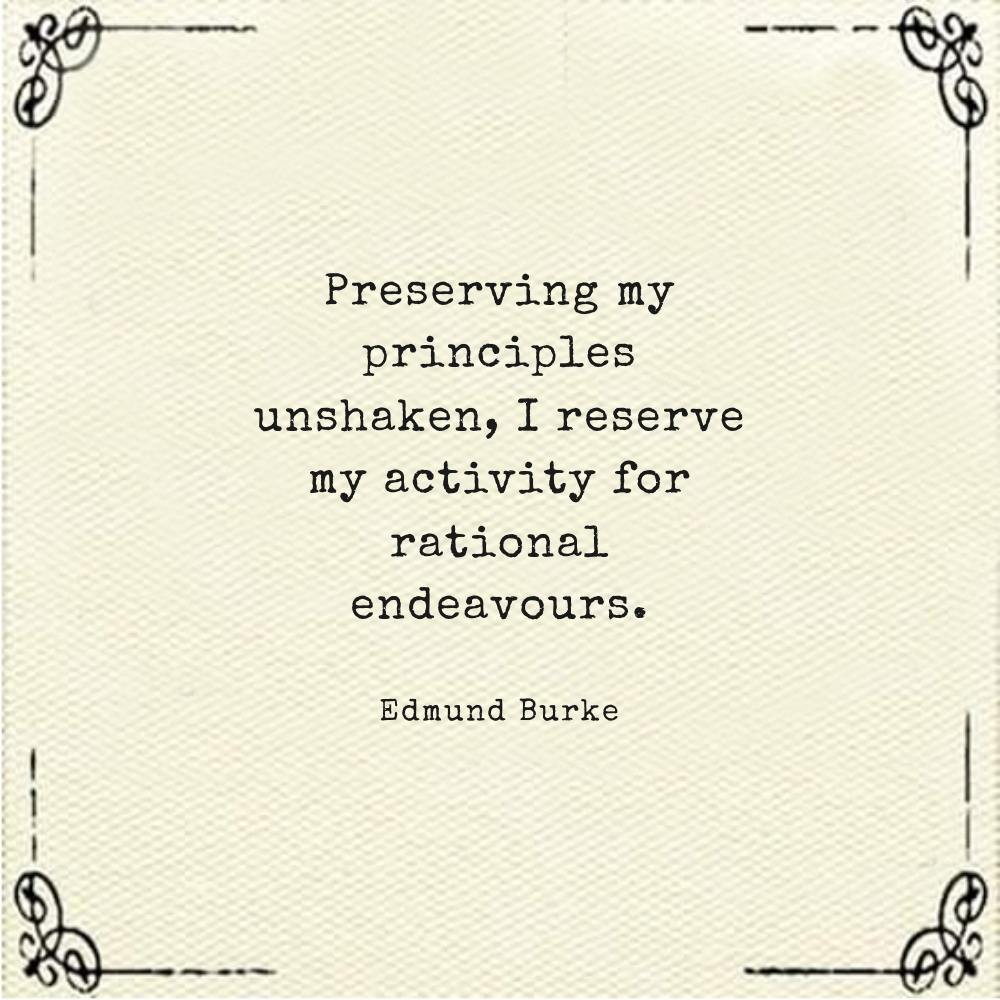 Preserving my
principles
unshaken, I reserve
my activity for
rational
endeavours.
Edmund Burke